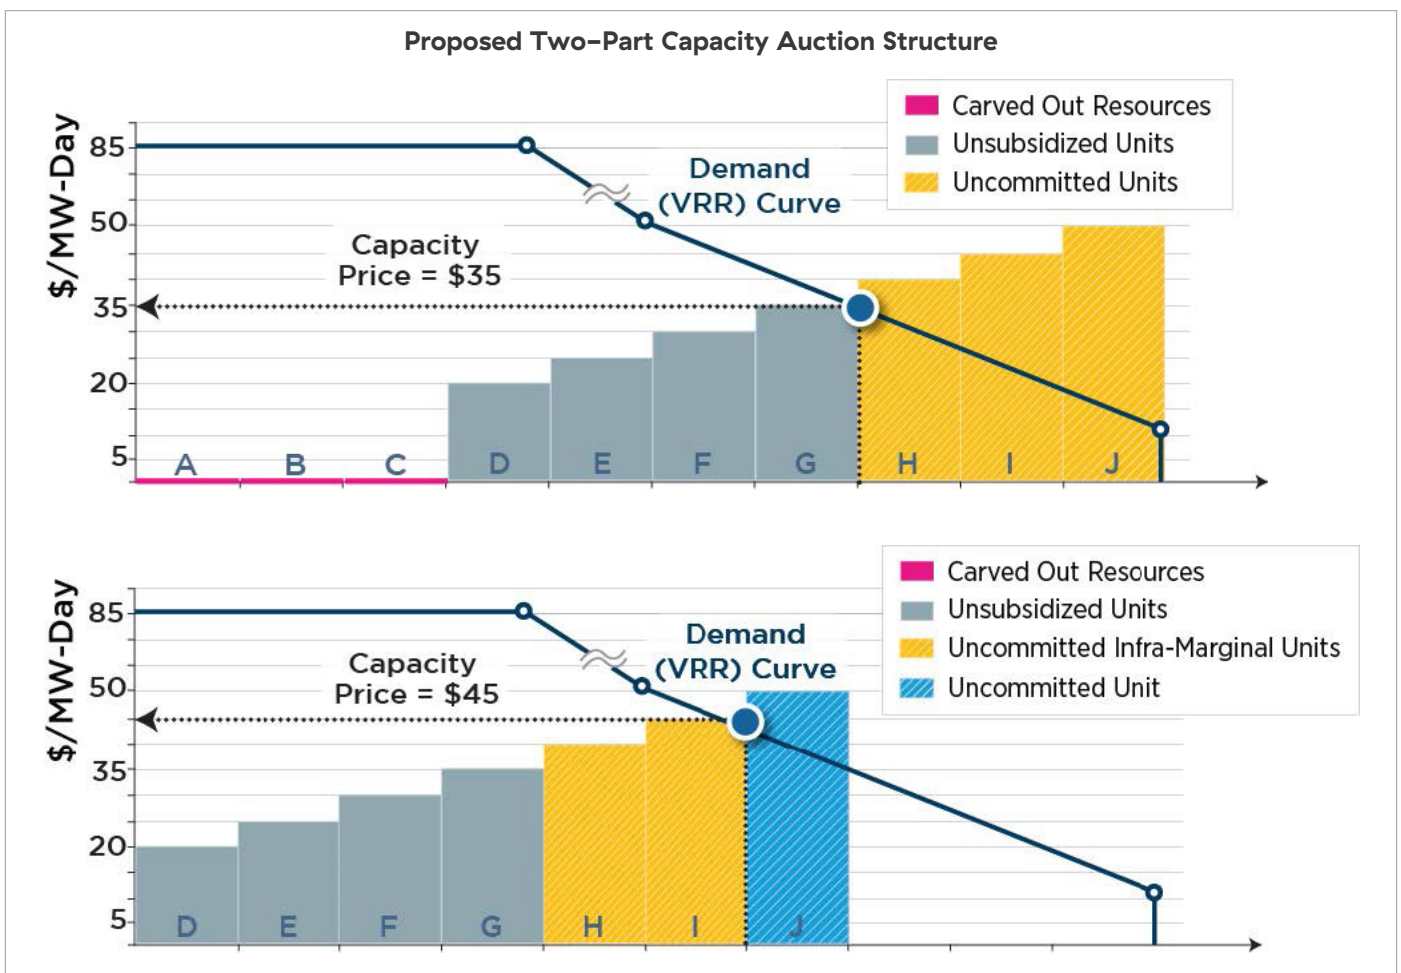 Proposed Two-Part Capacity Auction Structure
$/MW-Day
85
50
35
20
5
Capacity
Price = $35
Demand
(VRR) Curve
Carved Out Resources
Unsubsidized Units
Uncommitted Units
A B C D E F G H I J
$/MW-Day
85
50
35
20
5
Capacity
Price = $45
Demand
(VRR) Curve
Carved Out Resources
Unsubsidized Units
Uncommitted Infra-Marginal Units
Uncommitted Unit
D E F G H I J